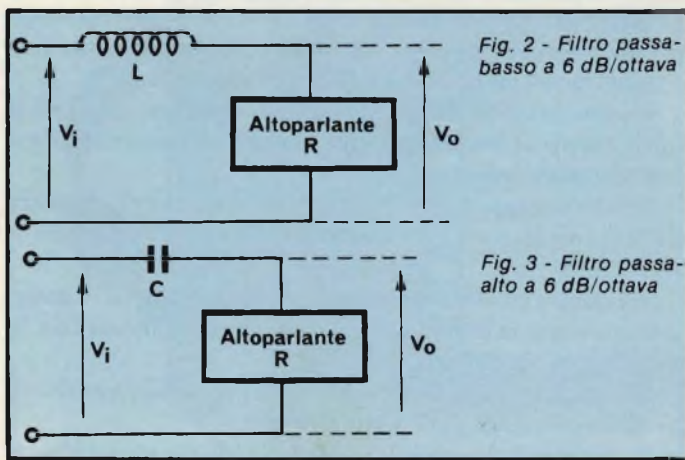 Fig. 2 - Filtro passa-
basso a 6 dB/ottava
L
Vi
Altoparlante
R
Vo
Fig. 3 - Filtro passa-
alto a 6 dB/ottava
C
Vi
Altoparlante
R
Vo